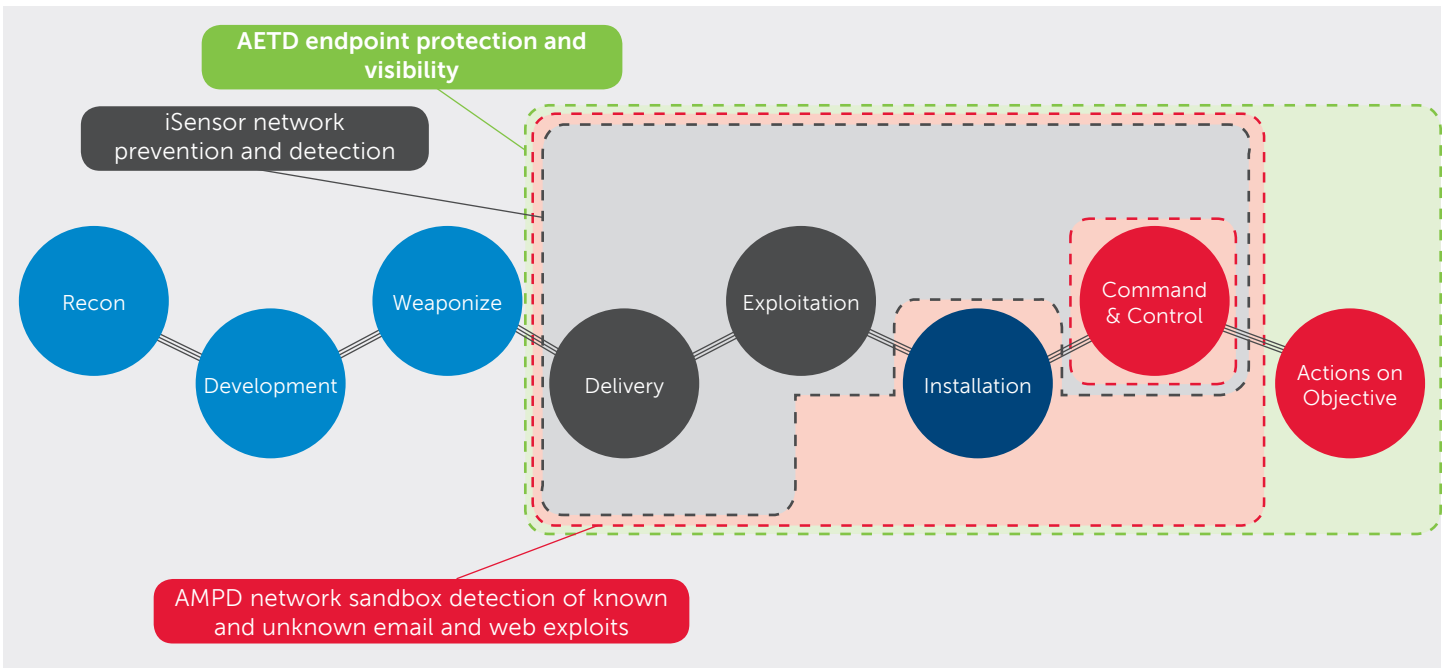 AETD endpoint protection and
visibility
iSensor network
prevention and detection
Recon
Development
Weaponize
Delivery
Exploitation
Installation
Command
& Control
Actions on
Objective
AMPD network sandbox detection of known
and unknown email and web exploits